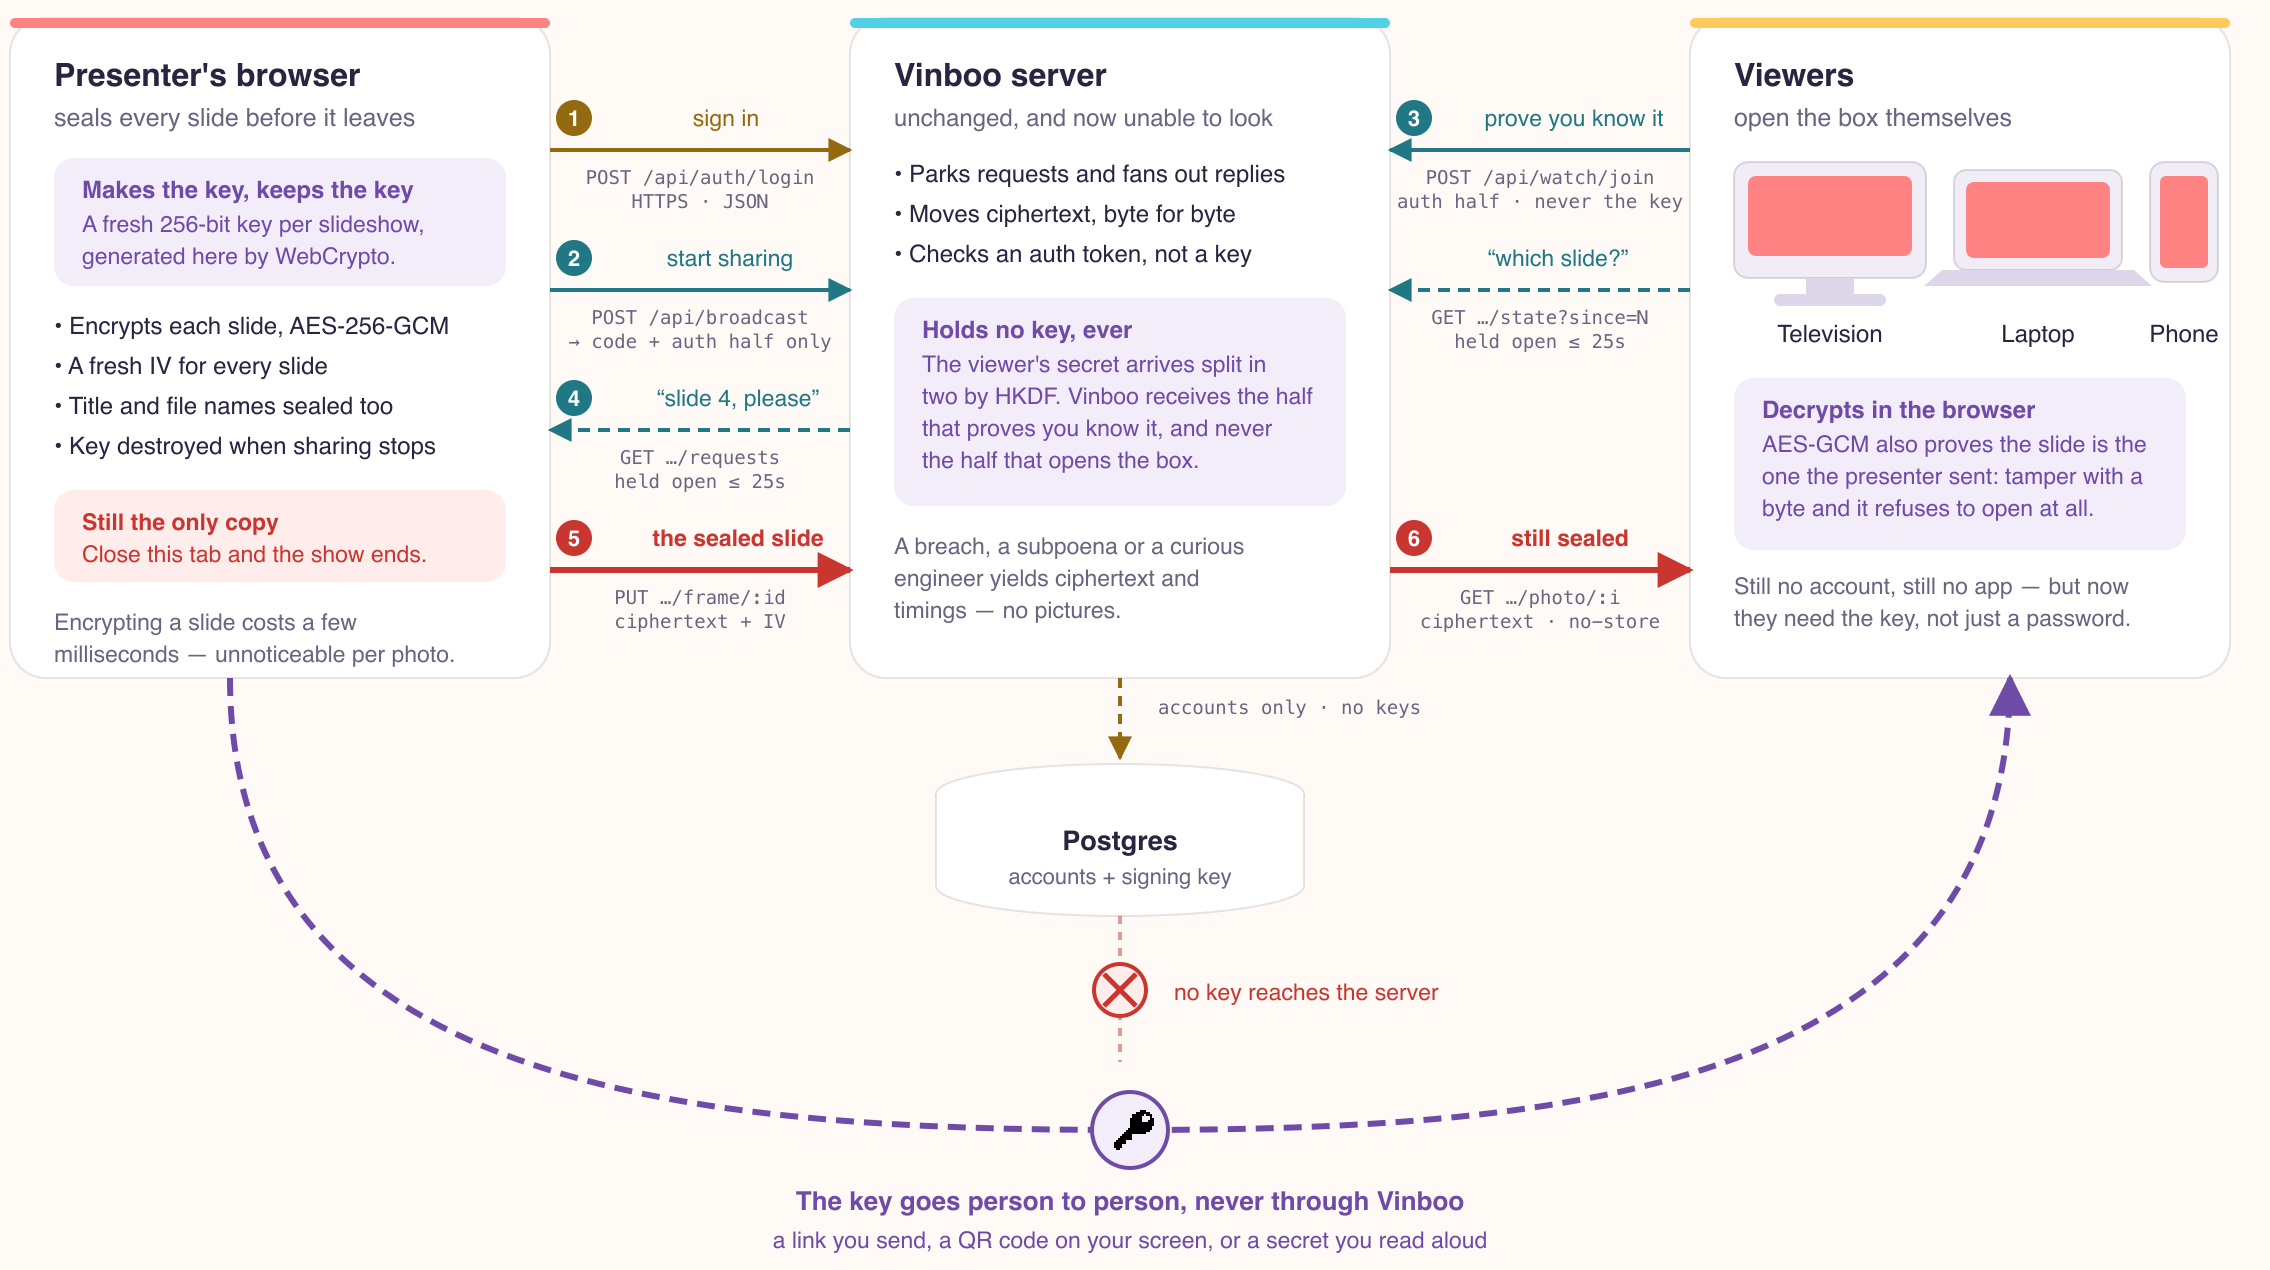 Presenter's browser
seals every slide before it leaves
Makes the key, keeps the key
A fresh 256-bit key per slideshow,
generated here by WebCrypto.
• Encrypts each slide, AES-256-GCM
• A fresh IV for every slide
• Title and file names sealed too
• Key destroyed when sharing stops
Still the only copy
Close this tab and the show ends.
Encrypting a slide costs a few
milliseconds — unnoticeable per photo.
1 sign in
POST /api/auth/login
HTTPS · JSON
2 start sharing
POST /api/broadcast
→ code + auth half only
4 “slide 4, please”
GET …/requests
held open ≤ 25s
5 the sealed slide
PUT …/frame/:id
ciphertext + IV
Vinboo server
unchanged, and now unable to look
• Parks requests and fans out replies
• Moves ciphertext, byte for byte
• Checks an auth token, not a key
Holds no key, ever
The viewer's secret arrives split in
two by HKDF. Vinboo receives the half
that proves you know it, and never
the half that opens the box.
A breach, a subpoena or a curious
engineer yields ciphertext and
timings — no pictures.
3 prove you know it
POST /api/watch/join
auth half · never the key
“which slide?”
GET …/state?since=N
held open ≤ 25s
6 still sealed
GET …/photo/:i
ciphertext · no-store
Viewers
open the box themselves
Television Laptop Phone
Decrypts in the browser
AES-GCM also proves the slide is the
one the presenter sent: tamper with a
byte and it refuses to open at all.
Still no account, still no app — but now
they need the key, not just a password.
accounts only · no keys
Postgres
accounts + signing key
no key reaches the server
The key goes person to person, never through Vinboo
a link you send, a QR code on your screen, or a secret you read aloud